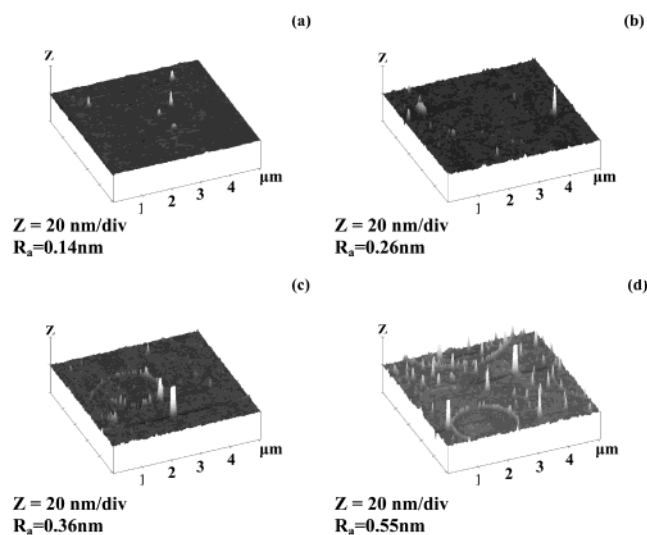 (a)
(b)
Z
Z
1 2 3 4 µm
1 2 3 4 µm
Z = 20 nm/div
Rₐ=0.14nm
Z = 20 nm/div
Rₐ=0.26nm
(c)
(d)
Z
Z
1 2 3 4 µm
1 2 3 4 µm
Z = 20 nm/div
Rₐ=0.36nm
Z = 20 nm/div
Rₐ=0.55nm